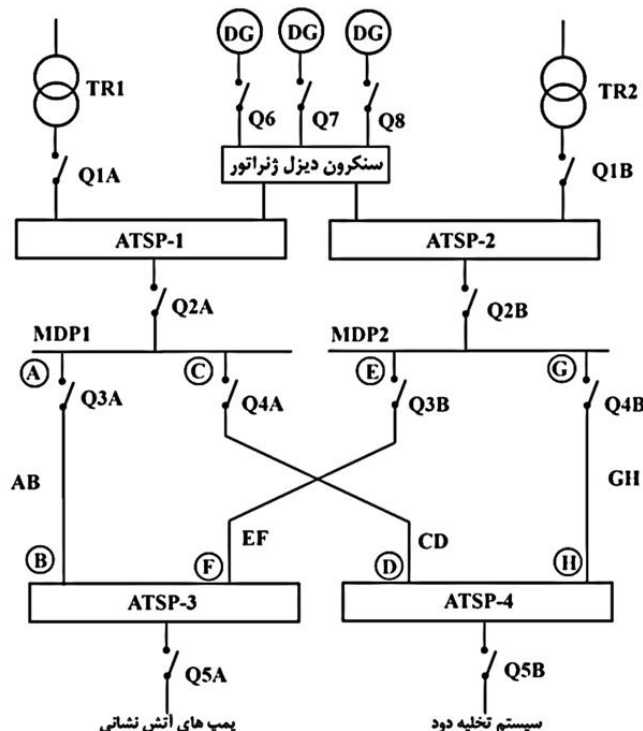 DG DG DG
TR1
TR2
Q6 Q7 Q8
سنکرون دیزل ژنراتور
Q1A
Q1B
ATSP-1
ATSP-2
Q2A
Q2B
MDP1
MDP2
A C E G
Q3A
Q4A
Q3B
Q4B
AB
GH
EF
CD
B F D H
ATSP-3
ATSP-4
Q5A
Q5B
پمپ های آتش نشانی
سیستم تخلیه دود